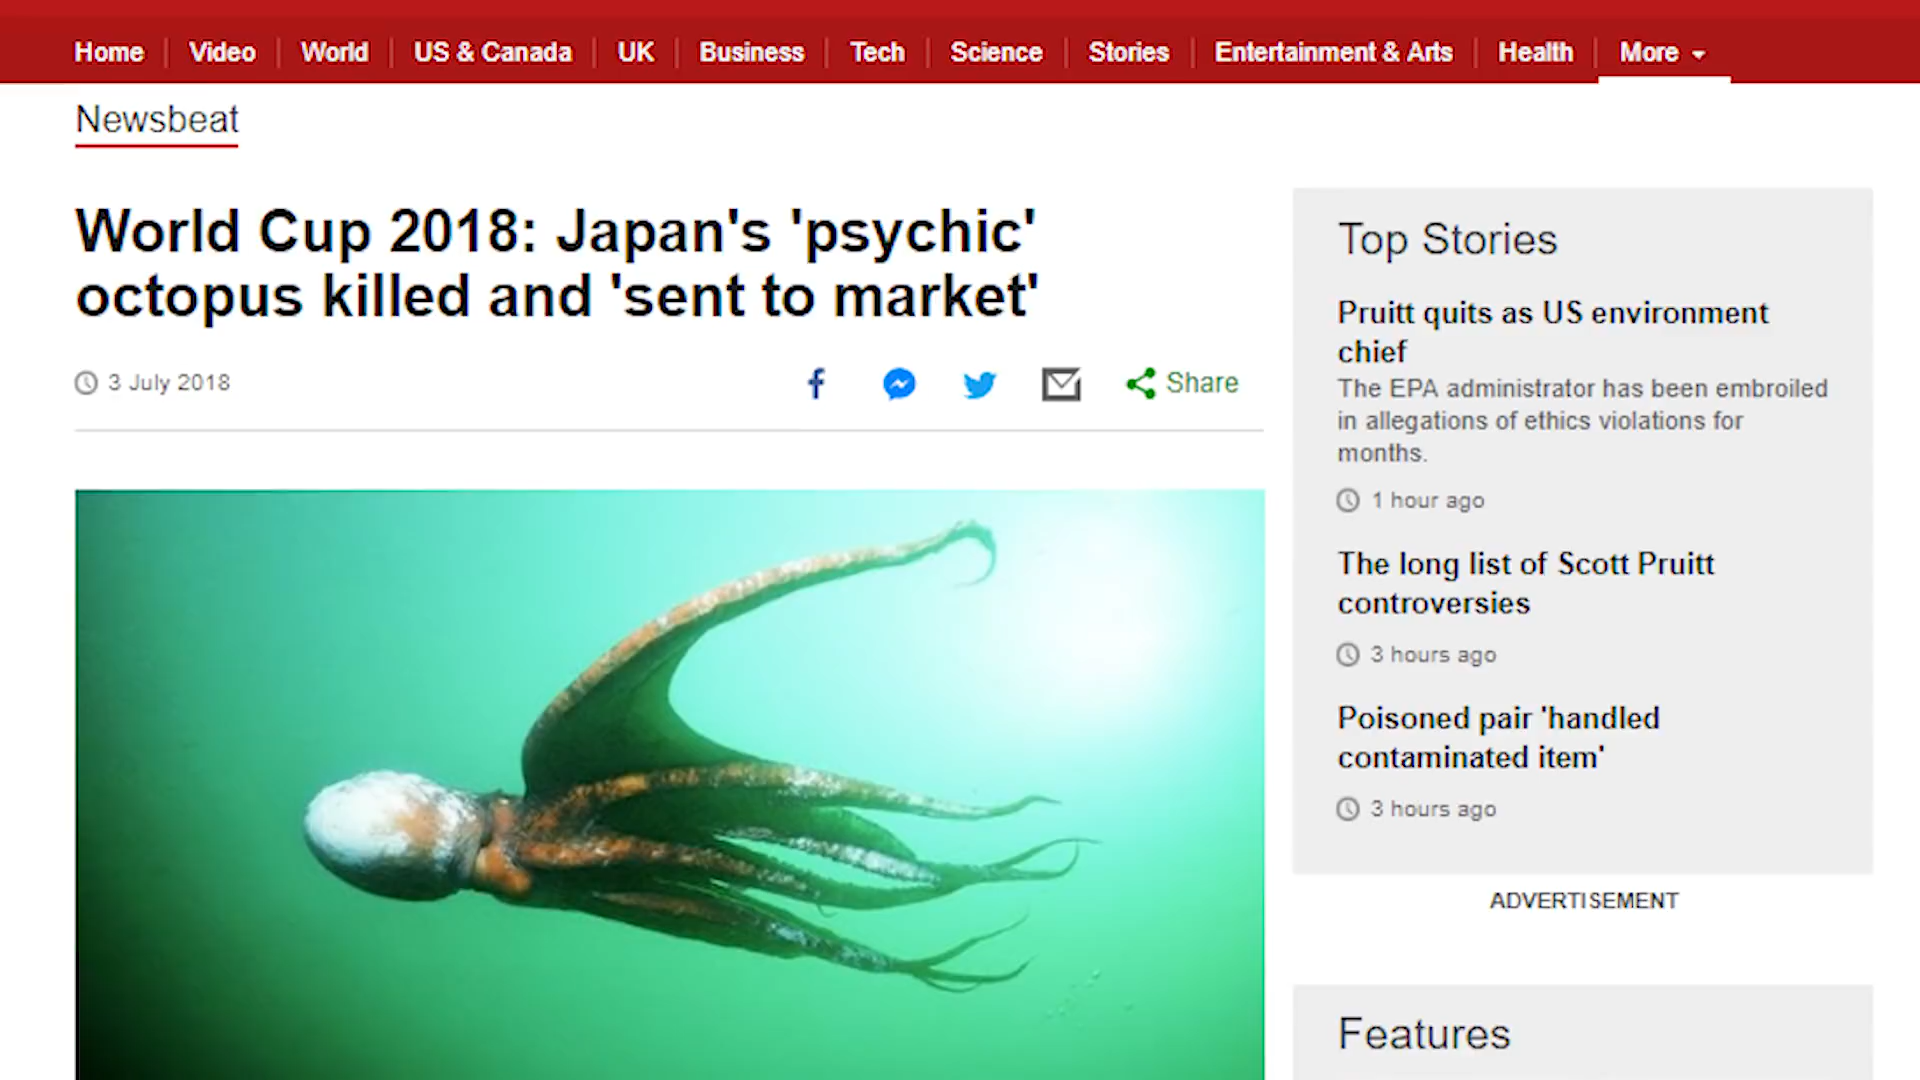 Home Video World US & Canada UK Business Tech Science Stories Entertainment & Arts Health More
Newsbeat
World Cup 2018: Japan's 'psychic'
octopus killed and 'sent to market'
3 July 2018
Share
Top Stories
Pruitt quits as US environment
chief
The EPA administrator has been embroiled
in allegations of ethics violations for
months.
1 hour ago
The long list of Scott Pruitt
controversies
3 hours ago
Poisoned pair 'handled
contaminated item'
3 hours ago
ADVERTISEMENT
Features